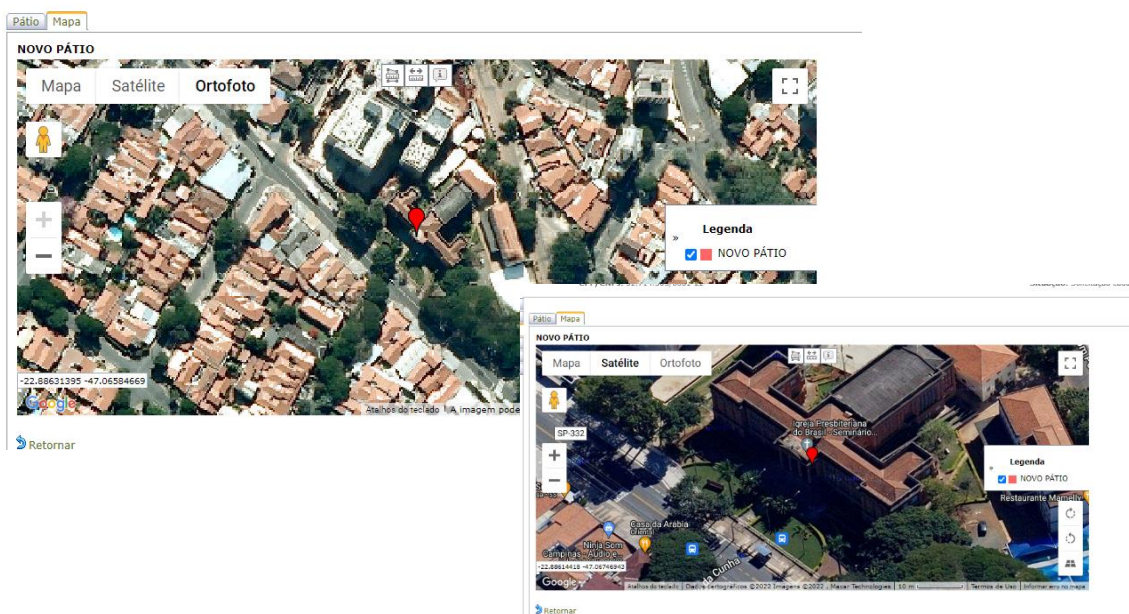 Pátio Mapa
NOVO PÁTIO
Mapa Satélite Ortofoto
Legenda
» NOVO PÁTIO
-22.88631395 -47.06584669
Google
Atalhos do teclado A imagem pode
Retornar
Pátio Mapa
NOVO PÁTIO
Mapa Satélite Ortofoto
Igreja Presbiteriana
do Brasil - Seminário...
SP-332
Legenda
» NOVO PÁTIO
Restaurante Mamelly
Casa da Arábia
Ninja Som
Campinas - Áudio e...
da Cunha
-22.88614418 -47.06746943
Google
Atalhos do teclado Dados cartográficos ©2022 Imagens ©2022 , Maxar Technologies 10 m Termos de Uso Informar erro no mapa
Retornar